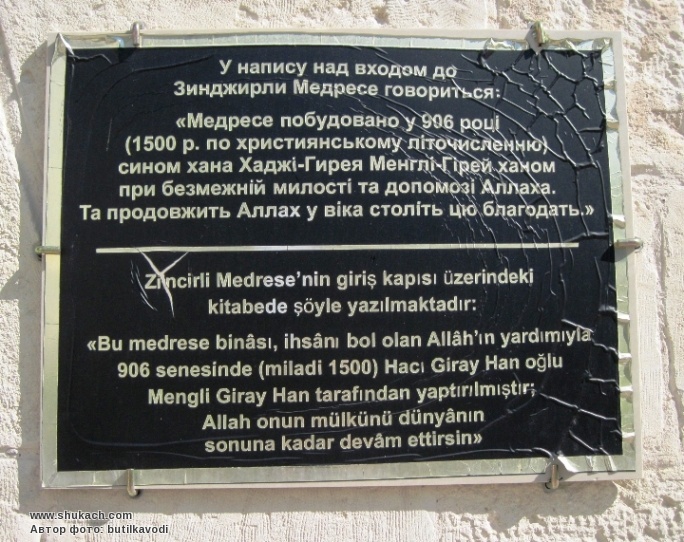 У напису над входом до
Зинджирли Медресе говориться:
«Медресе побудовано у 906 році
(1500 р. по християнському літочисленню)
сином хана Хаджі-Гирея Менглі-Гірей ханом
при безмежній милості та допомозі Аллаха.
Та продовжить Аллах у віка століть цю благодать.»
Zincirli Medrese’nin giriş kapısı üzerindeki
kitabede şöyle yazılmaktadır:
«Bu medrese binâsı, ihsânı bol olan Allâh’ın yardımıyla
906 senesinde (miladi 1500) Hacı Giray Han oğlu
Mengli Giray Han tarafından yaptırılmıştır;
Allah onun mülkünü dünyânın
sonuna kadar devâm ettirsin»
www.shukach.com
Автор фото: butilkavodi